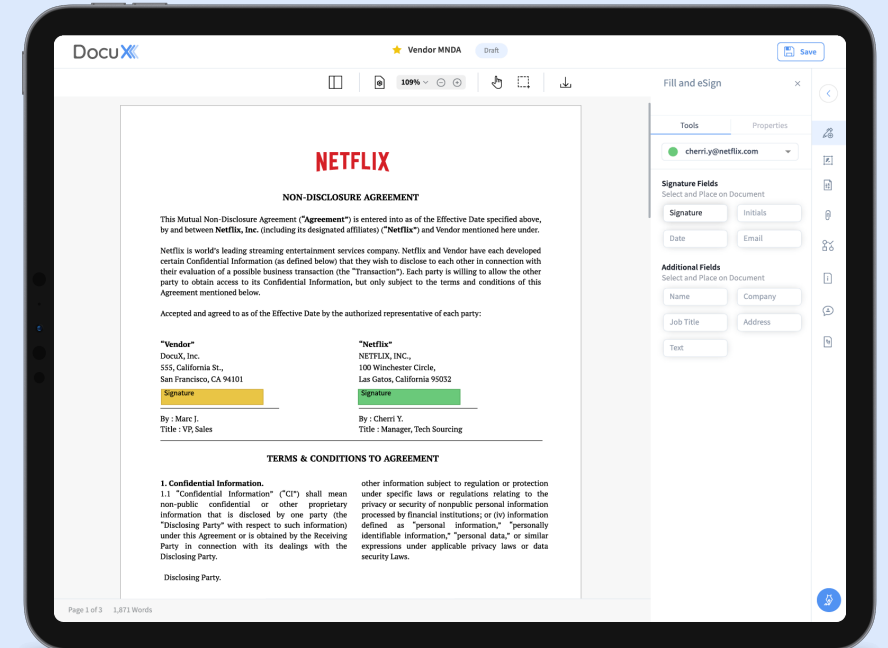 DocuX
Vendor MNDA
Draft
Save
109%
Fill and eSign
Tools
Properties
cherri.y@netflix.com
Signature Fields
Select and Place on Document
Signature
Initials
Date
Email
Additional Fields
Select and Place on Document
Name
Company
Job Title
Address
Text
NETFLIX
NON-DISCLOSURE AGREEMENT
This Mutual Non-Disclosure Agreement (“Agreement”) is entered into as of the Effective Date specified above,
by and between Netflix, Inc. (including its designated affiliates) (“Netflix”) and Vendor mentioned here under.
Netflix is world's leading streaming entertainment services company. Netflix and Vendor have each developed
certain Confidential Information (as defined below) that they wish to disclose to each other in connection with
their evaluation of a possible business transaction (the “Transaction”). Each party is willing to allow the other
party to obtain access to its Confidential Information, but only subject to the terms and conditions of this
Agreement mentioned below.
Accepted and agreed to as of the Effective Date by the authorized representative of each party:
“Vendor”
DocuX, Inc.
555, California St.,
San Francisco, CA 94101
Signature
By : Marc J.
Title : VP, Sales
“Netflix”
NETFLIX, INC.,
100 Winchester Circle,
Las Gatos, California 95032
Signature
By : Cherri Y.
Title : Manager, Tech Sourcing
TERMS & CONDITIONS TO AGREEMENT
1. Confidential Information.
1.1 “Confidential Information” (“CI”) shall mean
non-public confidential or other proprietary
information that is disclosed by one party (the
“Disclosing Party” with respect to such information)
under this Agreement or is obtained by the Receiving
Party in connection with its dealings with the
Disclosing Party.
Disclosing Party.
other information subject to regulation or protection
under specific laws or regulations relating to the
privacy or security of nonpublic personal information
processed by financial institutions; or (iv) information
defined as “personal information,” “personally
identifiable information,” “personal data,” or similar
expressions under applicable privacy laws or data
security Laws.
Page 1 of 3
1,871 Words